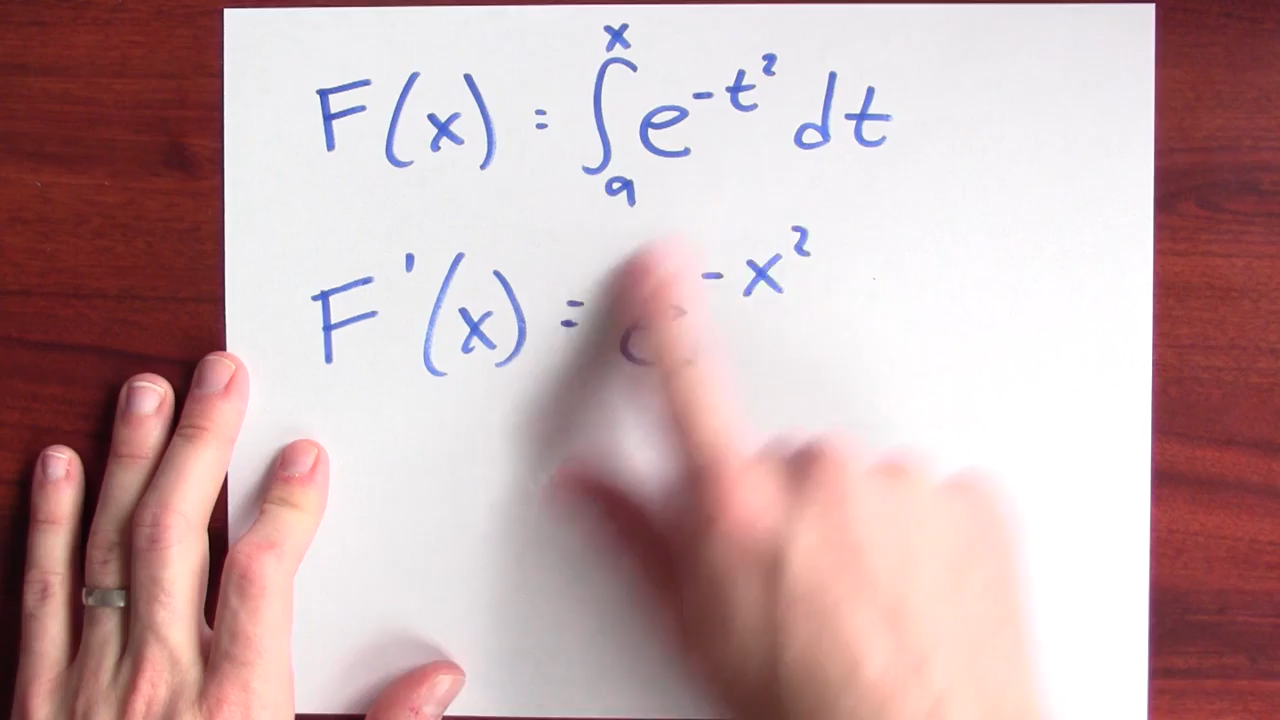 F(x) = ∫ₐˣ e^{-t²} dt
F'(x) = e^{-x²}